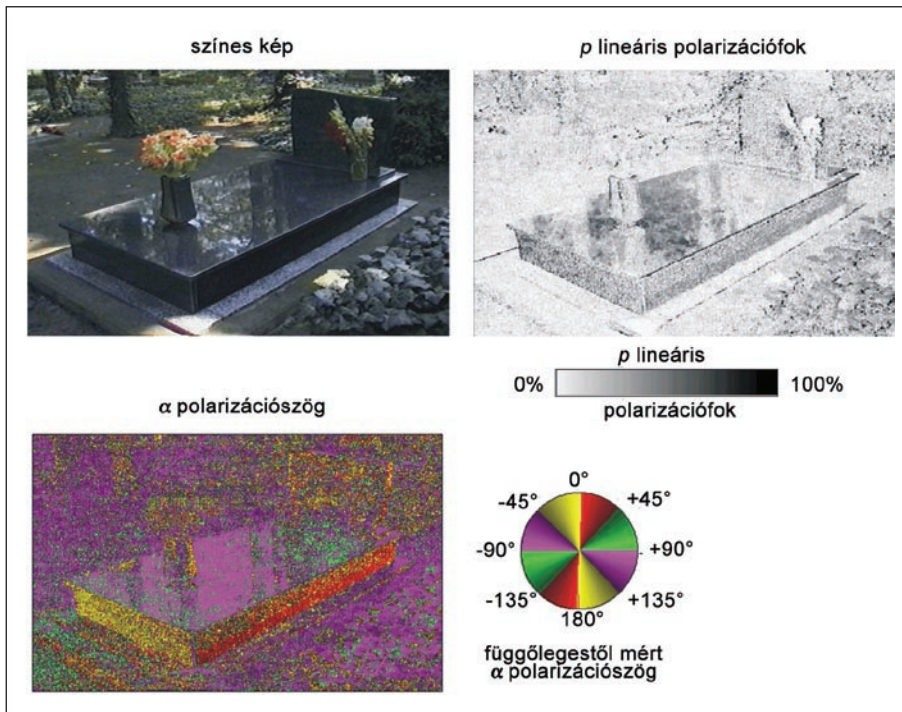 színes kép
p lineáris polarizációfok
p lineáris
0%
100%
polarizációfok
α polarizációszög
0°
-45°
+45°
-90°
+90°
-135°
+135°
180°
függőlegestől mért
α polarizációszög